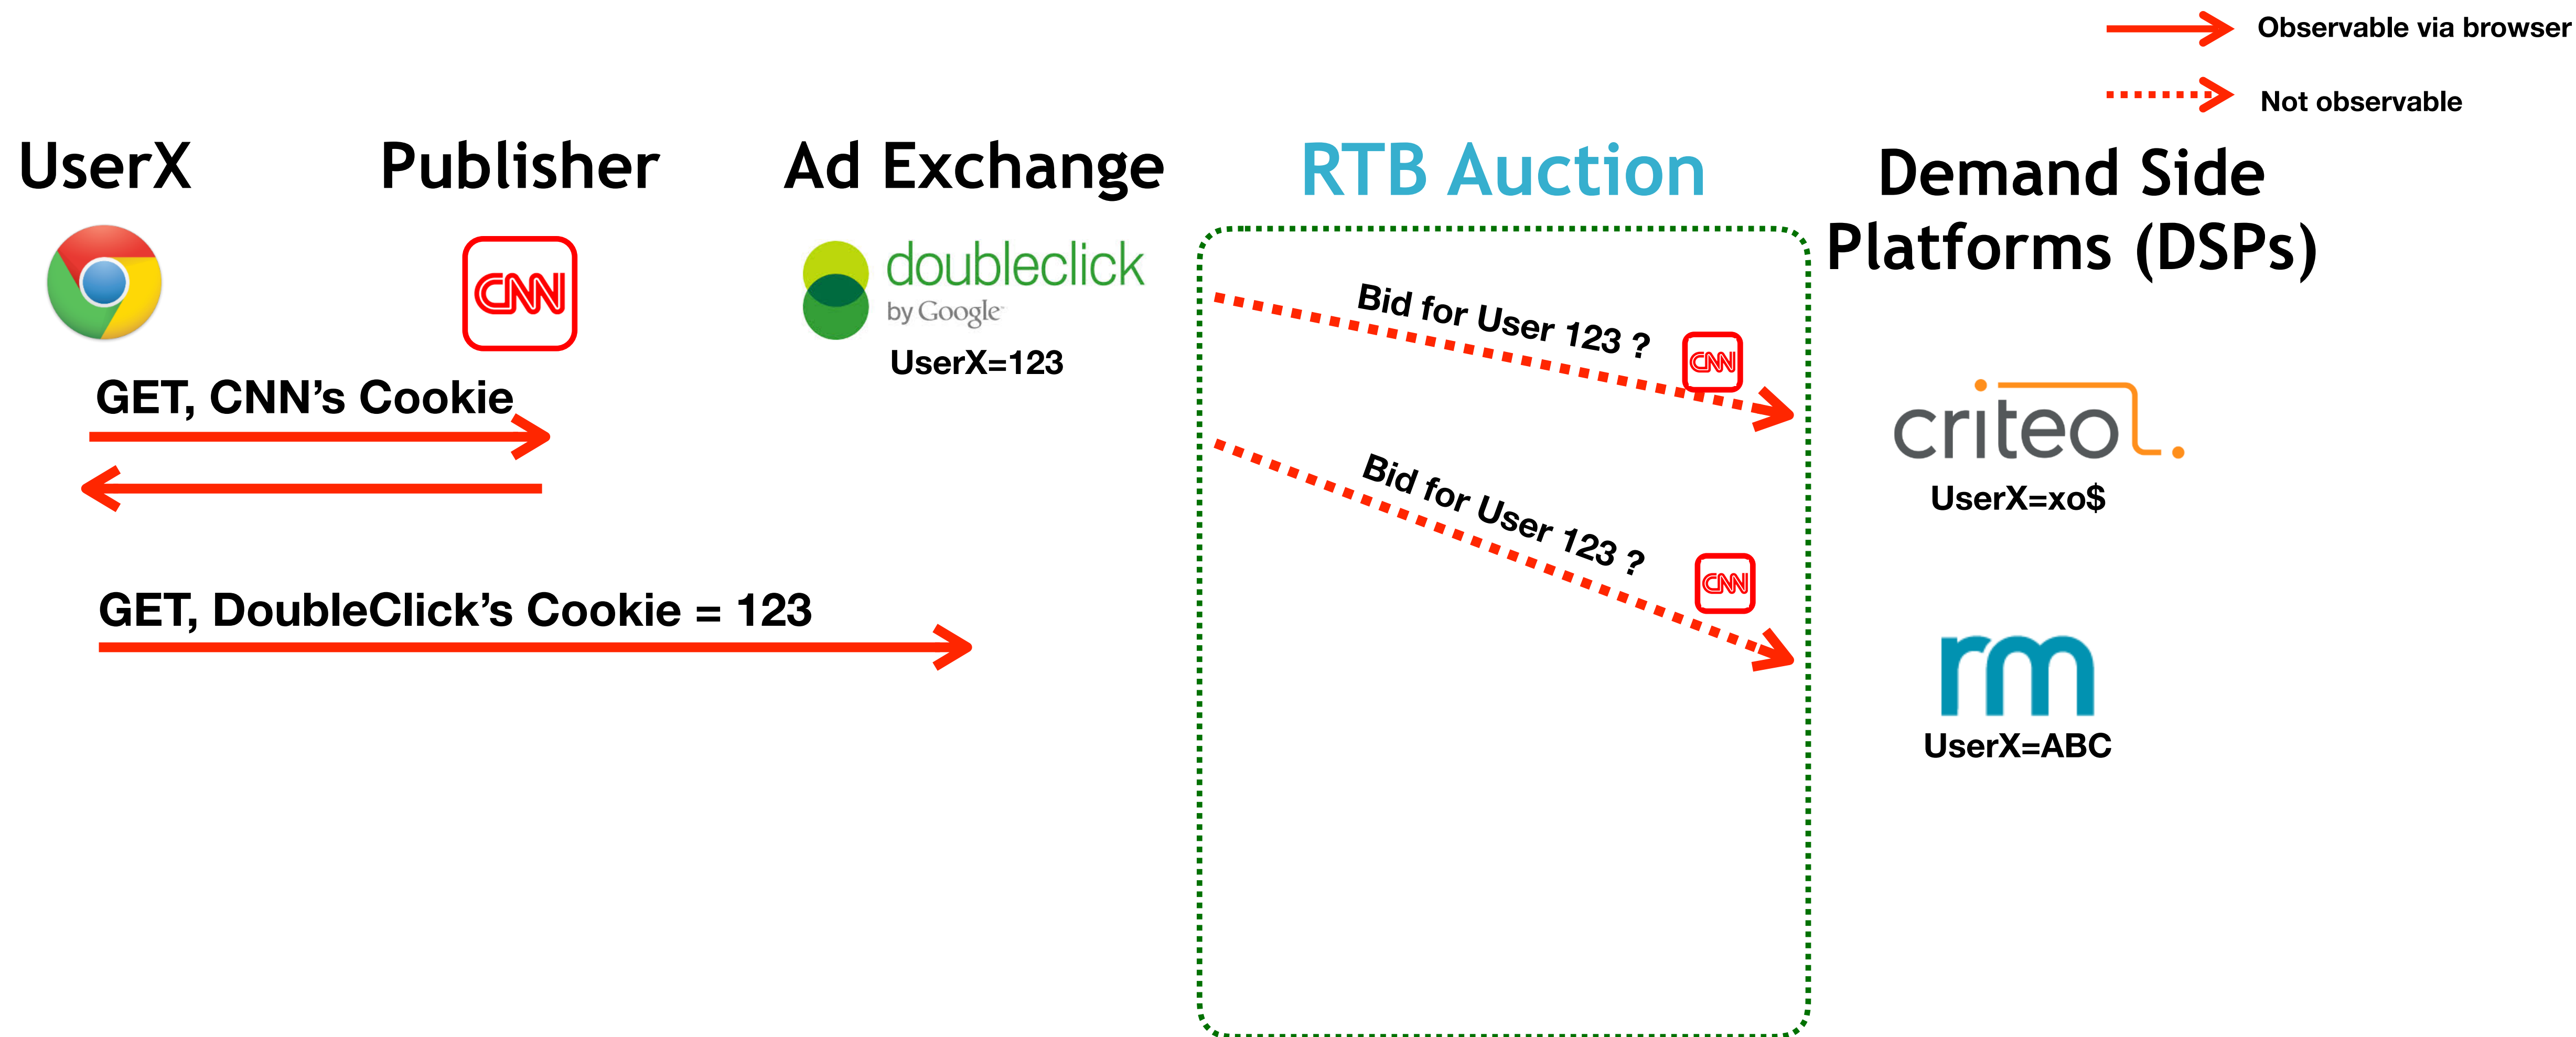 Observable via browser
Not observable
UserX
Publisher
Ad Exchange
RTB Auction
Demand Side
Platforms (DSPs)
CNN
doubleclick
by Google
UserX=123
Bid for User 123 ?
CNN
criteo
UserX=xo$
GET, CNN’s Cookie
Bid for User 123 ?
CNN
GET, DoubleClick’s Cookie = 123
rm
UserX=ABC